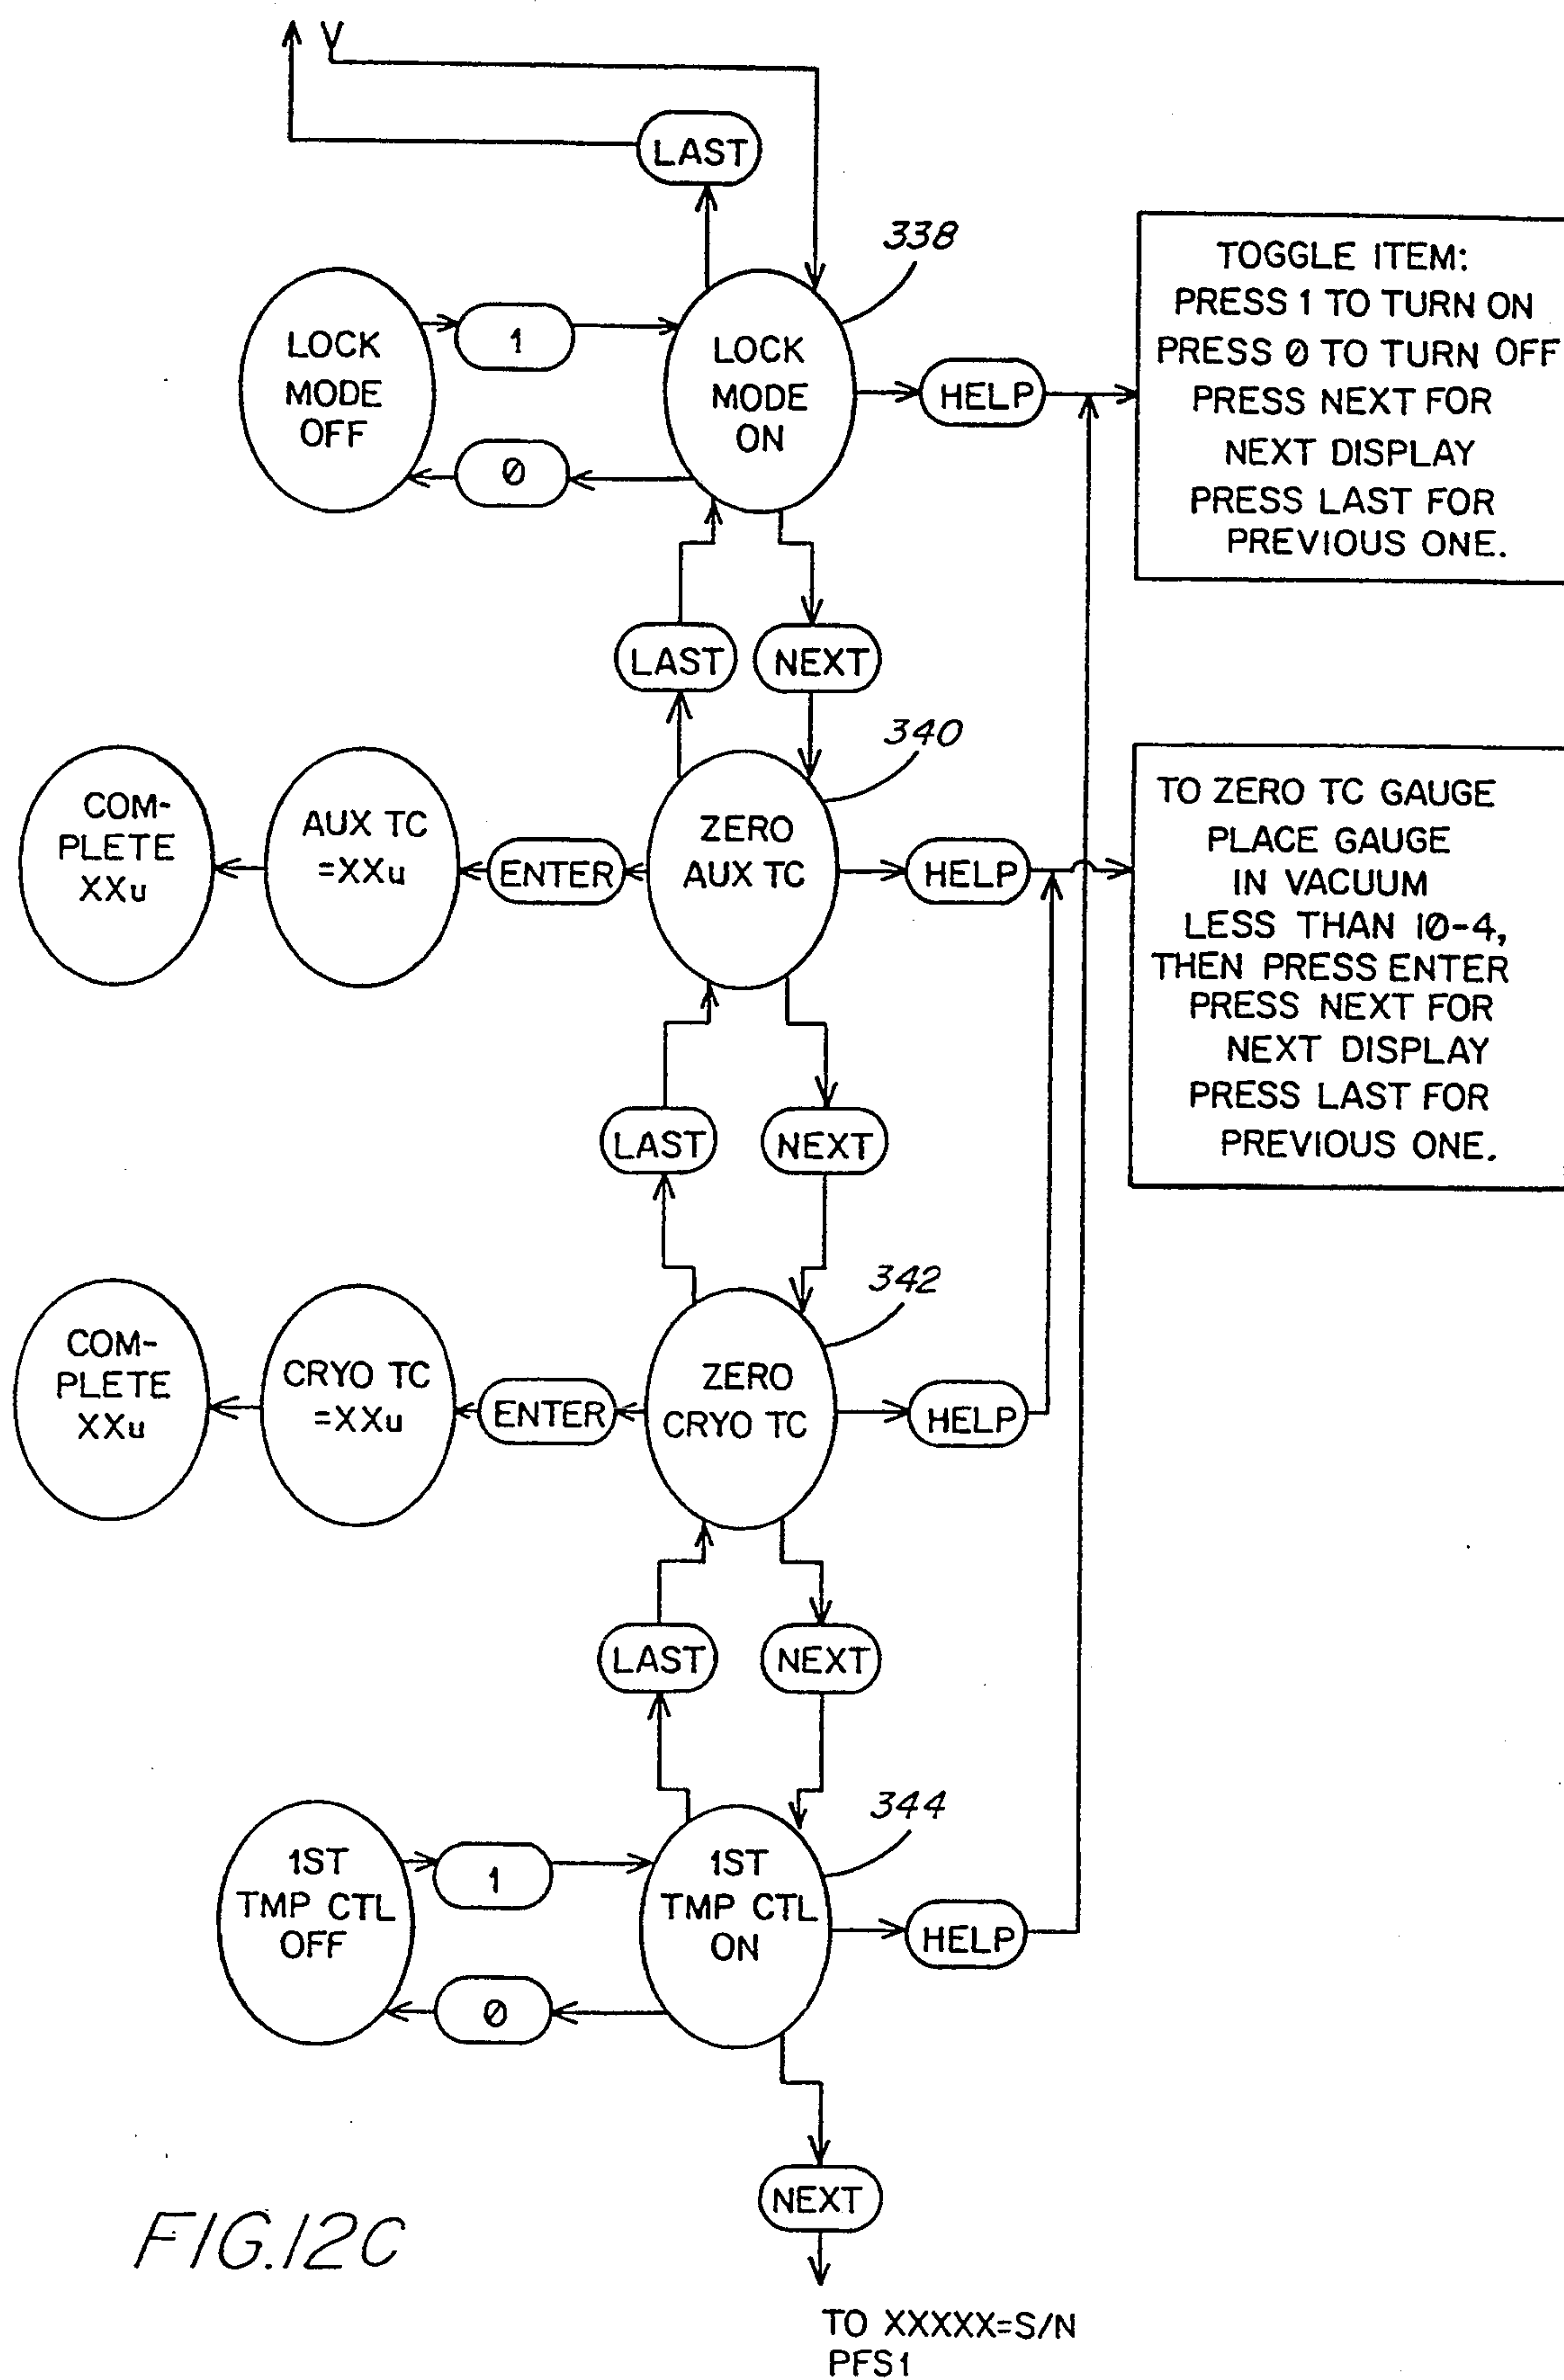 V
LAST
338
LOCK
MODE
OFF
1
0
LOCK
MODE
ON
HELP
TOGGLE ITEM:
PRESS 1 TO TURN ON
PRESS 0 TO TURN OFF
PRESS NEXT FOR
NEXT DISPLAY
PRESS LAST FOR
PREVIOUS ONE.
LAST
NEXT
340
COM-
PLETE
XXu
AUX TC
=XXu
ENTER
ZERO
AUX TC
HELP
TO ZERO TC GAUGE
PLACE GAUGE
IN VACUUM
LESS THAN 10-4,
THEN PRESS ENTER
PRESS NEXT FOR
NEXT DISPLAY
PRESS LAST FOR
PREVIOUS ONE.
LAST
NEXT
342
COM-
PLETE
XXu
CRYO TC
=XXu
ENTER
ZERO
CRYO TC
HELP
LAST
NEXT
344
1ST
TMP CTL
OFF
1
0
1ST
TMP CTL
ON
HELP
NEXT
FIG.12C
TO XXXXX=S/N
PFS1